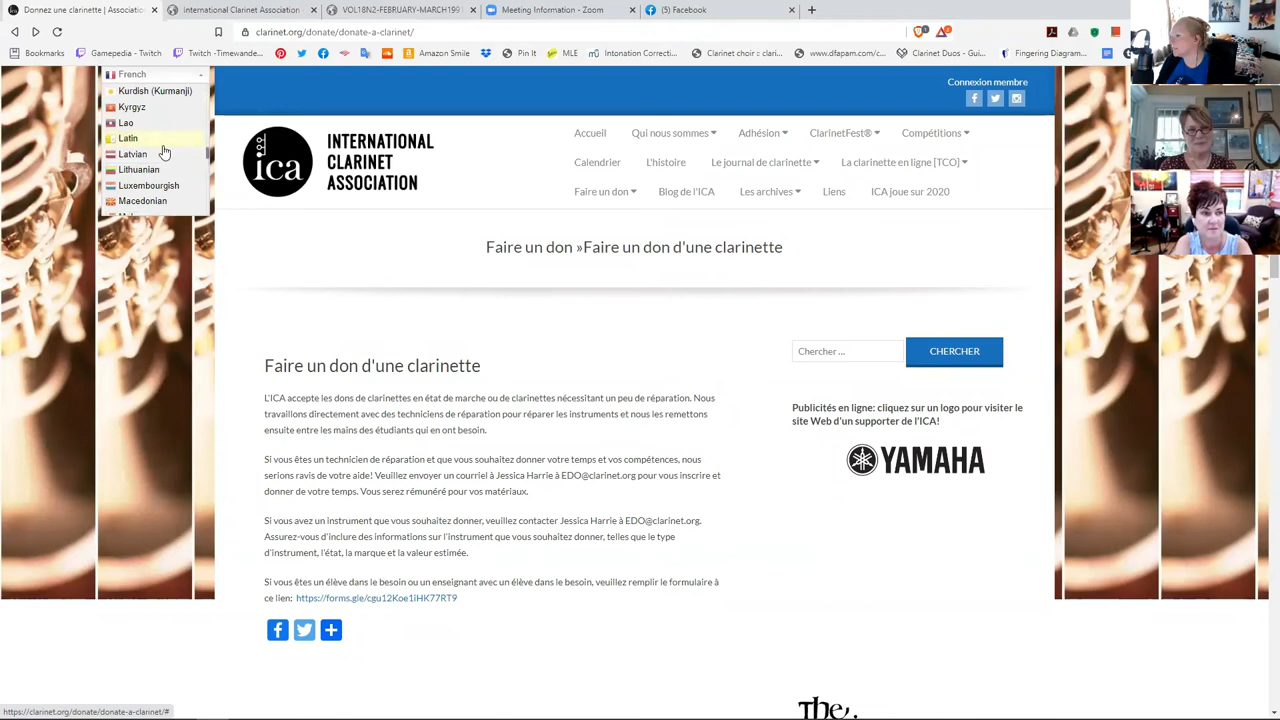 Donnez une clarinette | Associatio
International Clarinet Association
VOL18N2-FEBRUARY-MARCH199
Meeting Information - Zoom
(5) Facebook
clarinet.org/donate/donate-a-clarinet/
Bookmarks
Gamepedia - Twitch
Twitch -Timewande...
Amazon Smile
Pin It
MLE
Intonation Correcti...
Clarinet choir :: clari...
www.dfapam.com/c...
Clarinet Duos - Gui...
Fingering Diagram...
French
Kurdish (Kurmanji)
Kyrgyz
Lao
Latin
Latvian
Lithuanian
Luxembourgish
Macedonian
Connexion membre
ica
INTERNATIONAL
CLARINET
ASSOCIATION
Accueil Qui nous sommes Adhésion ClarinetFest® Compétitions
Calendrier L'histoire Le journal de clarinette La clarinette en ligne [TCO]
Faire un don Blog de l'ICA Les archives Liens ICA joue sur 2020
Faire un don »Faire un don d'une clarinette
Faire un don d'une clarinette
L'ICA accepte les dons de clarinettes en état de marche ou de clarinettes nécessitant un peu de réparation. Nous
travaillons directement avec des techniciens de réparation pour réparer les instruments et nous les remettons
ensuite entre les mains des étudiants qui en ont besoin.
Si vous êtes un technicien de réparation et que vous souhaitez donner votre temps et vos compétences, nous
serions ravis de votre aide! Veuillez envoyer un courriel à Jessica Harrie à EDO@clarinet.org pour vous inscrire et
donner de votre temps. Vous serez rémunéré pour vos matériaux.
Si vous avez un instrument que vous souhaitez donner, veuillez contacter Jessica Harrie à EDO@clarinet.org.
Assurez-vous d'inclure des informations sur l'instrument que vous souhaitez donner, telles que le type
d'instrument, l'état, la marque et la valeur estimée.
Si vous êtes un élève dans le besoin ou un enseignant avec un élève dans le besoin, veuillez remplir le formulaire à
ce lien: https://forms.gle/cgu12Koe1iHK77RT9
Chercher ...
CHERCHER
Publicités en ligne: cliquez sur un logo pour visiter le
site Web d'un supporter de l'ICA!
YAMAHA
The
https://clarinet.org/donate/donate-a-clarinet/#